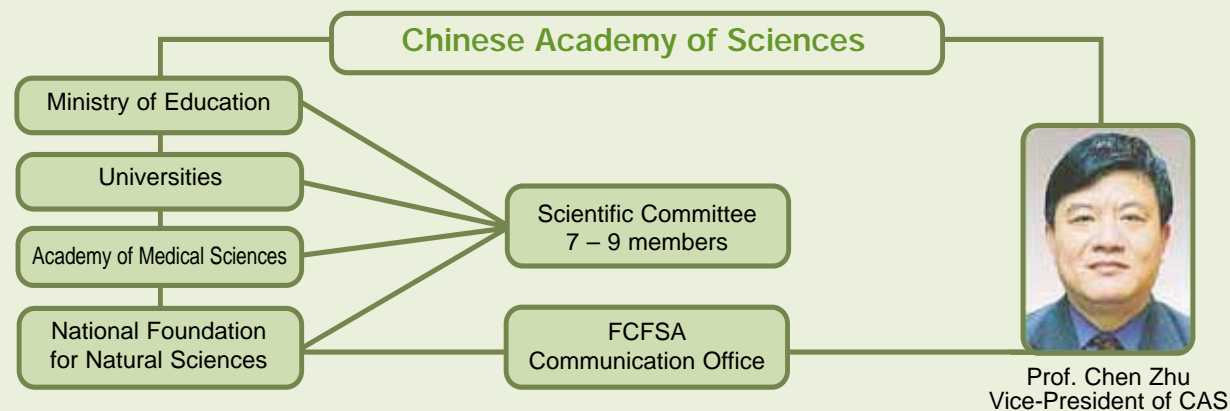 Chinese Academy of Sciences
Ministry of Education
Universities
Academy of Medical Sciences
National Foundation
for Natural Sciences
Scientific Committee
7 – 9 members
FCFSA
Communication Office
Prof. Chen Zhu
Vice-President of CAS